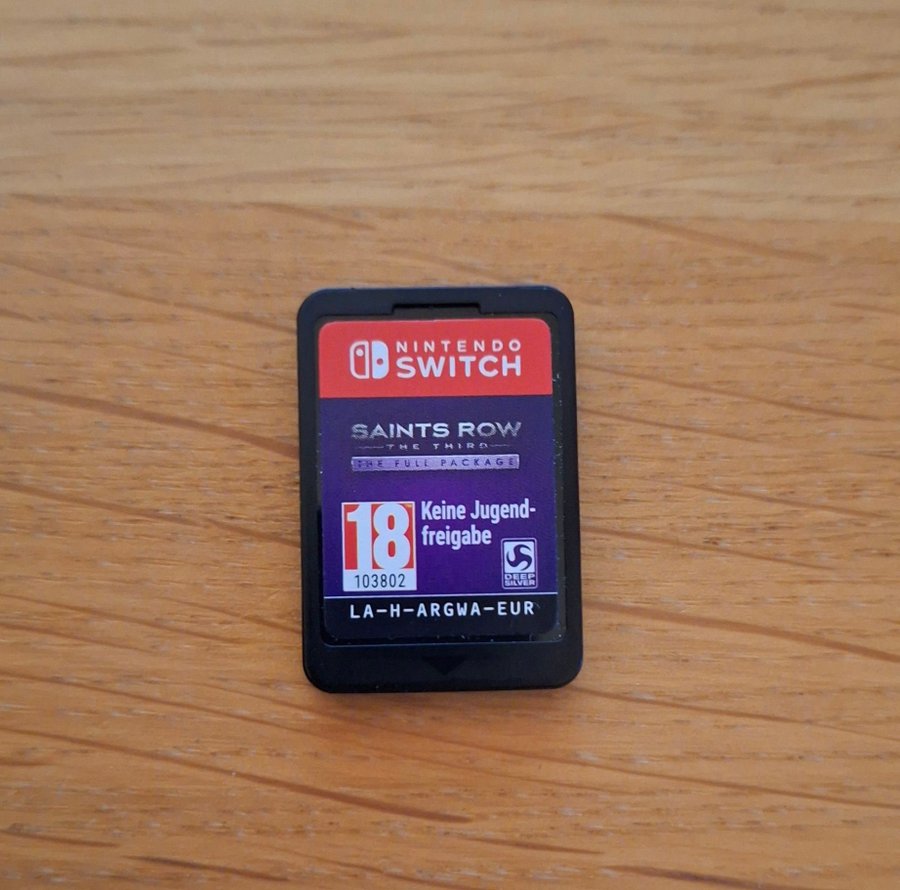 NINTENDO
SWITCH
SAINTS ROW
THE THIRD
THE FULL PACKAGE
18
103802
Keine Jugend-
freigabe
DEEP
SILVER
LA-H-ARGWA-EUR